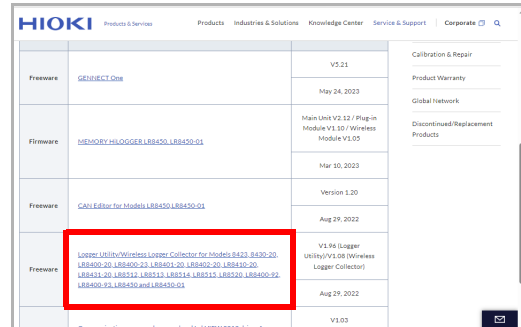 HIOKI Products & Services Products Industries & Solutions Knowledge Center Service & Support Corporate
Freeware
GENNECT One
V5.21
May 24, 2023
Firmware
MEMORY HiLOGGER LR8450, LR8450-01
Main Unit V2.12 / Plug-in
Module V1.10 / Wireless
Module V1.05
Mar 10, 2023
Freeware
CAN Editor for Models LR8450,LR8450-01
Version 1.20
Aug 29, 2022
Freeware
Logger Utility/Wireless Logger Collector for Models 8423, 8430-20,
LR8400-20, LR8400-23, LR8401-20, LR8402-20, LR8410-20,
LR8431-20, LR8512, LR8513, LR8514, LR8515, LR8520, LR8400-92,
LR8400-93, LR8450 and LR8450-01
V1.96 (Logger
Utility)/V1.08 (Wireless
Logger Collector)
Aug 29, 2022
V1.03
Calibration & Repair
Product Warranty
Global Network
Discontinued/Replacement
Products